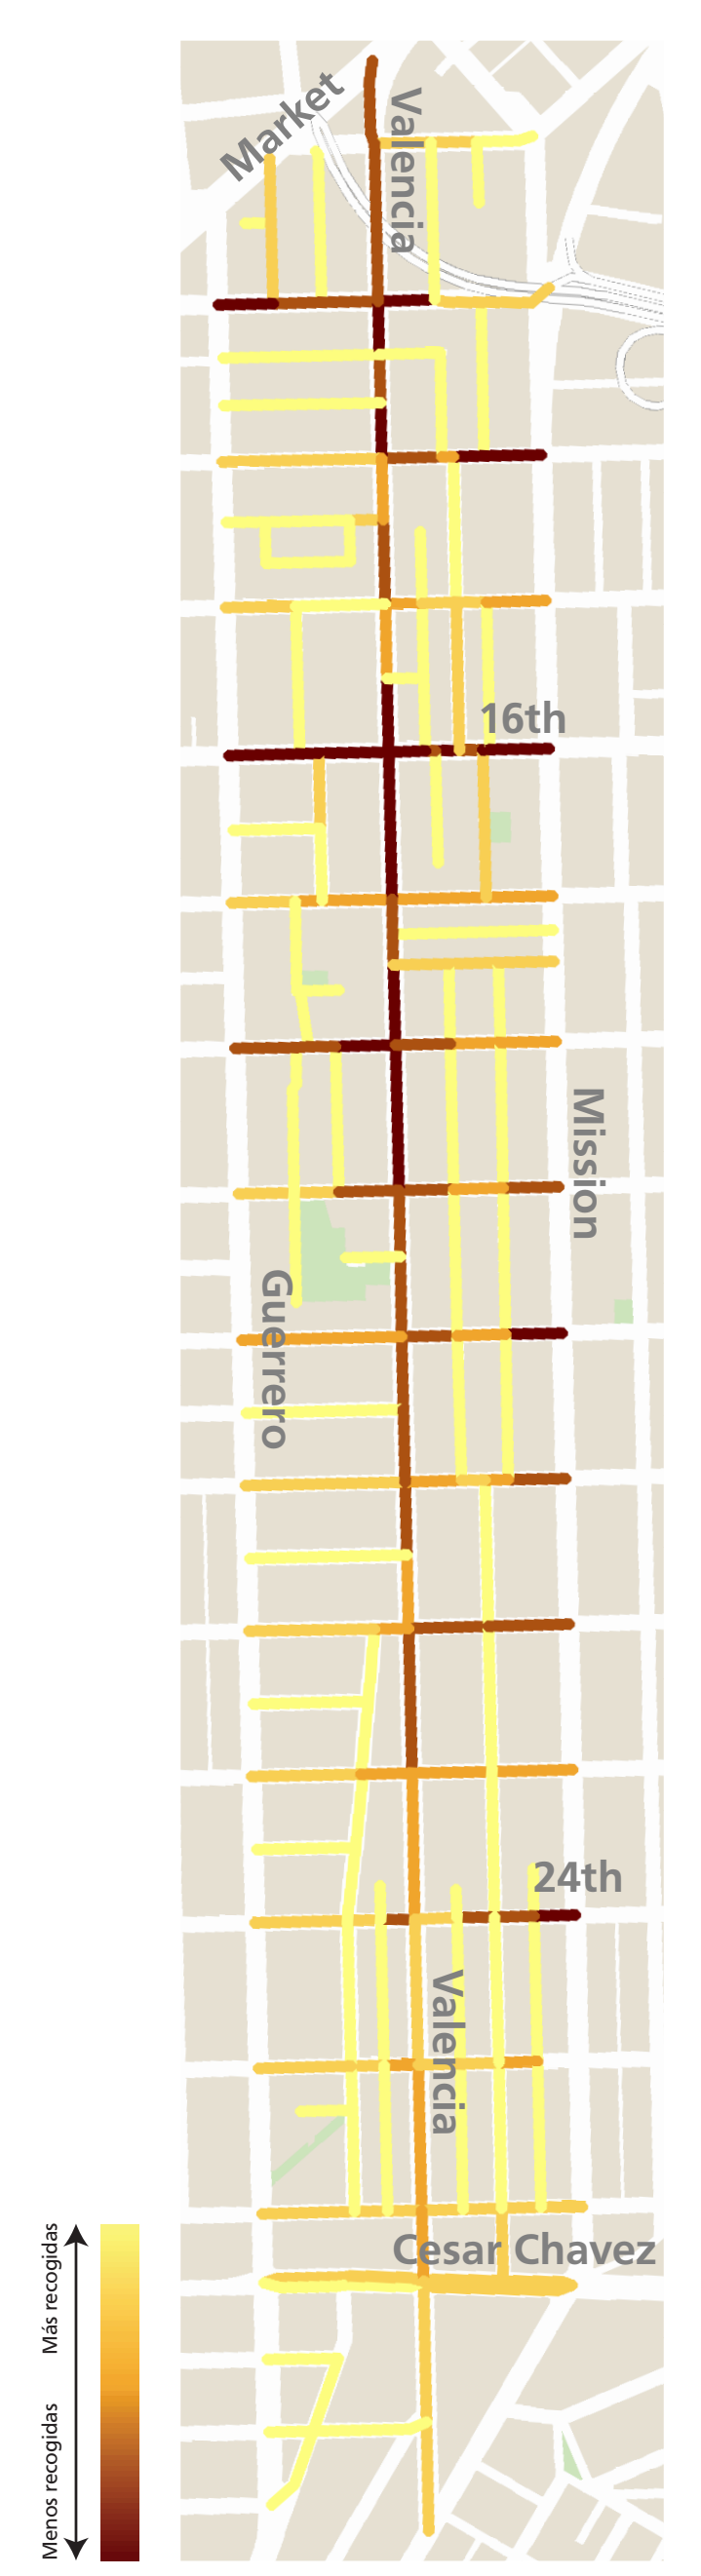 Market
Valencia
16th
Mission
Guerrero
24th
Valencia
Cesar Chavez
Más recogidas
Menos recogidas